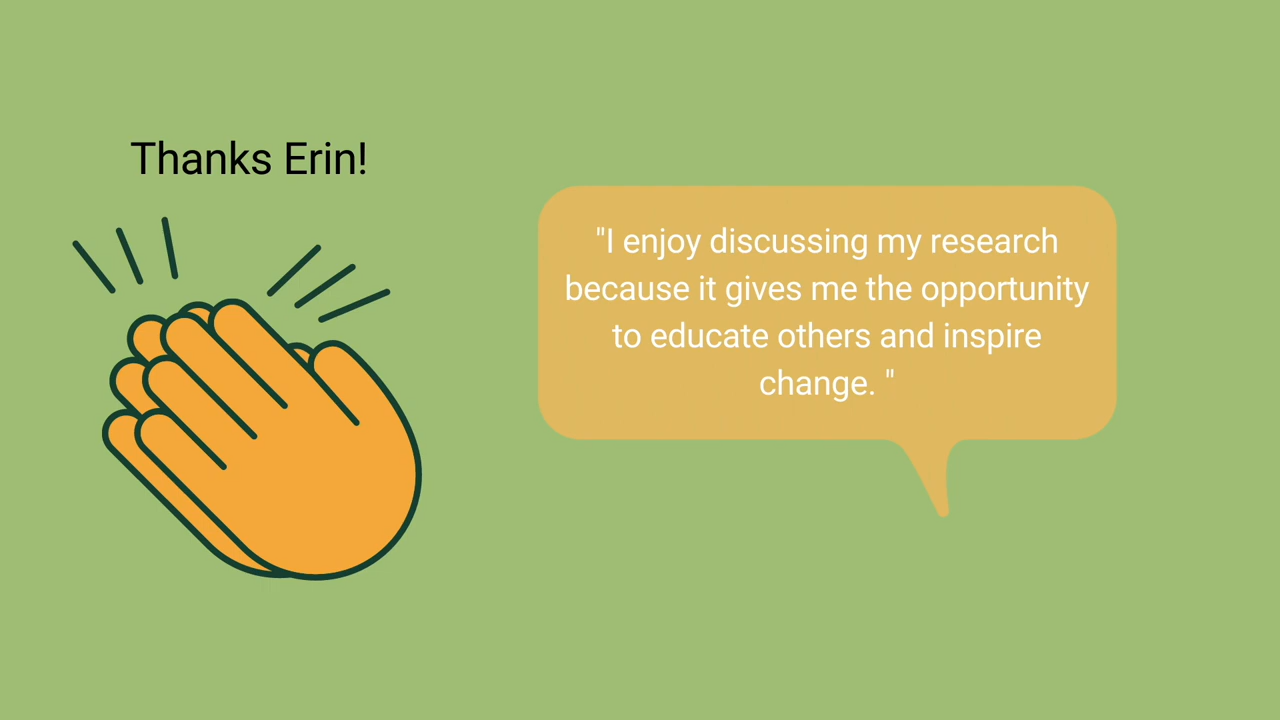 Thanks Erin!
"I enjoy discussing my research
because it gives me the opportunity
to educate others and inspire
change. "